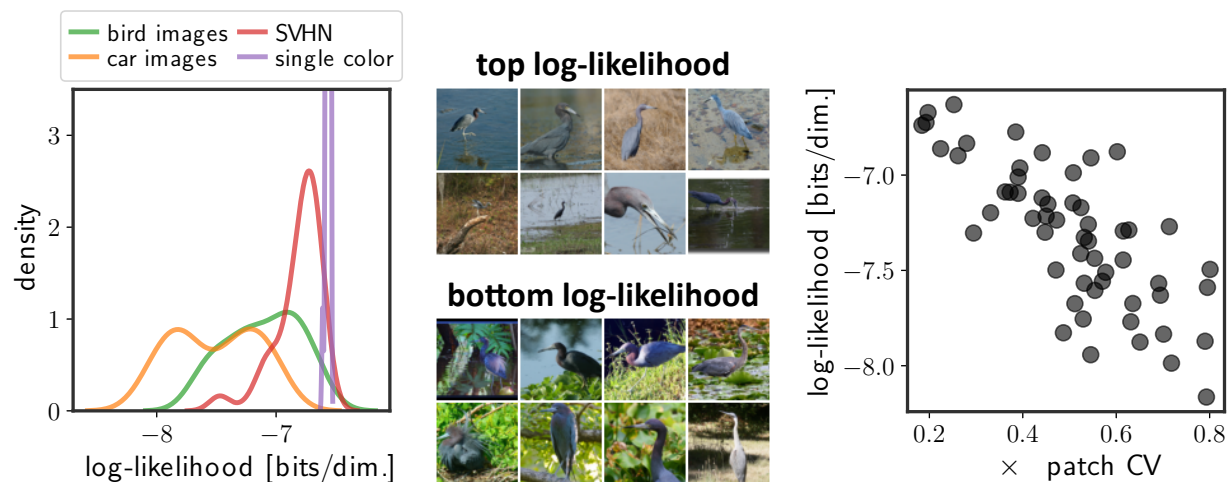 bird images
SVHN
car images
single color
3
2
1
0
density
−8
−7
log-likelihood [bits/dim.]
top log-likelihood
bottom log-likelihood
log-likelihood [bits/dim.]
−7.0
−7.5
−8.0
0.2
0.4
0.6
0.8
× patch CV